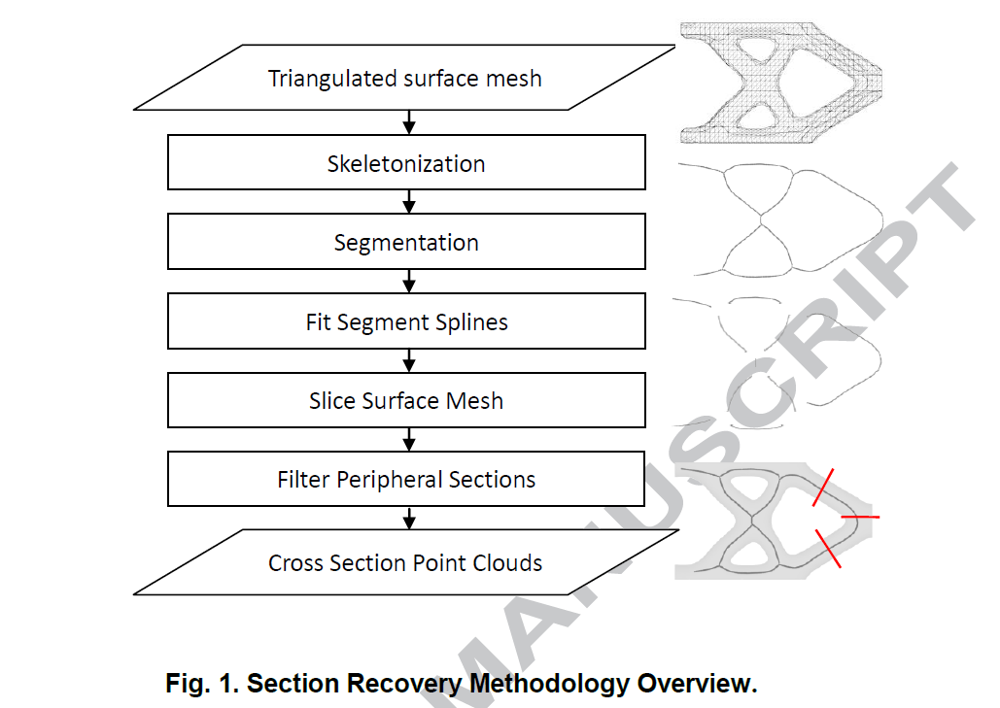 Triangulated surface mesh
Skeletonization
Segmentation
Fit Segment Splines
Slice Surface Mesh
Filter Peripheral Sections
Cross Section Point Clouds
MANUSCRIPT
Fig. 1. Section Recovery Methodology Overview.